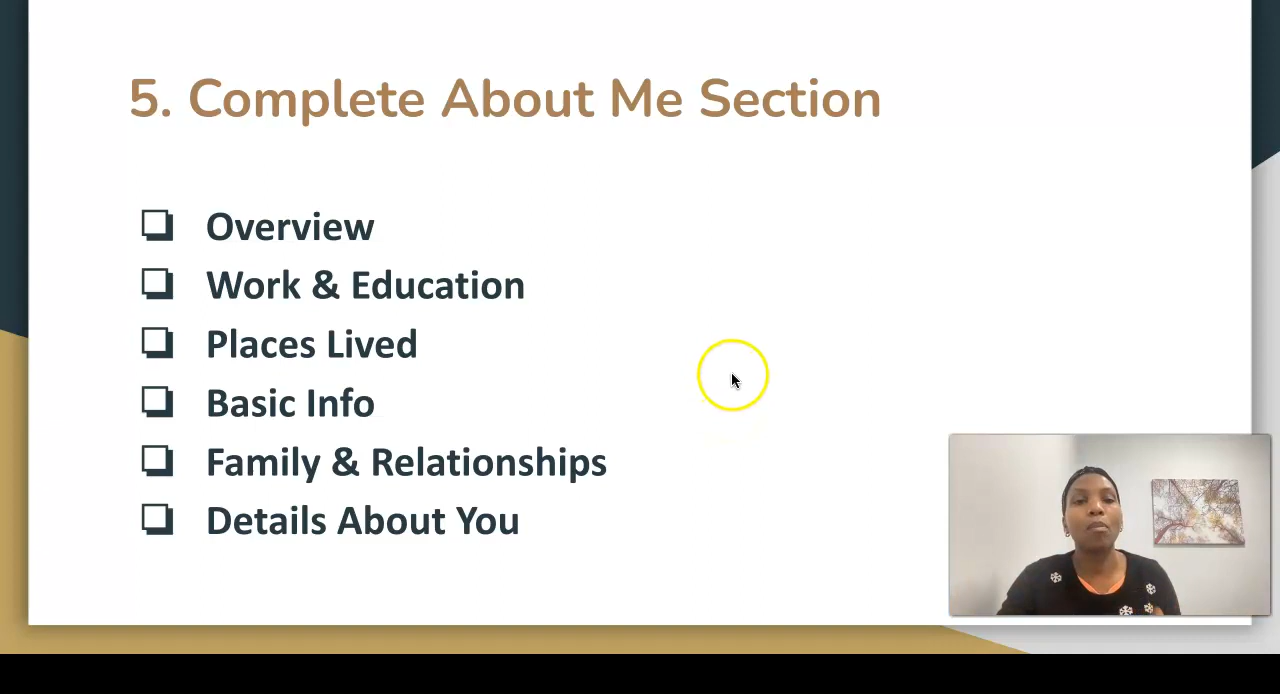 5. Complete About Me Section
Overview
Work & Education
Places Lived
Basic Info
Family & Relationships
Details About You